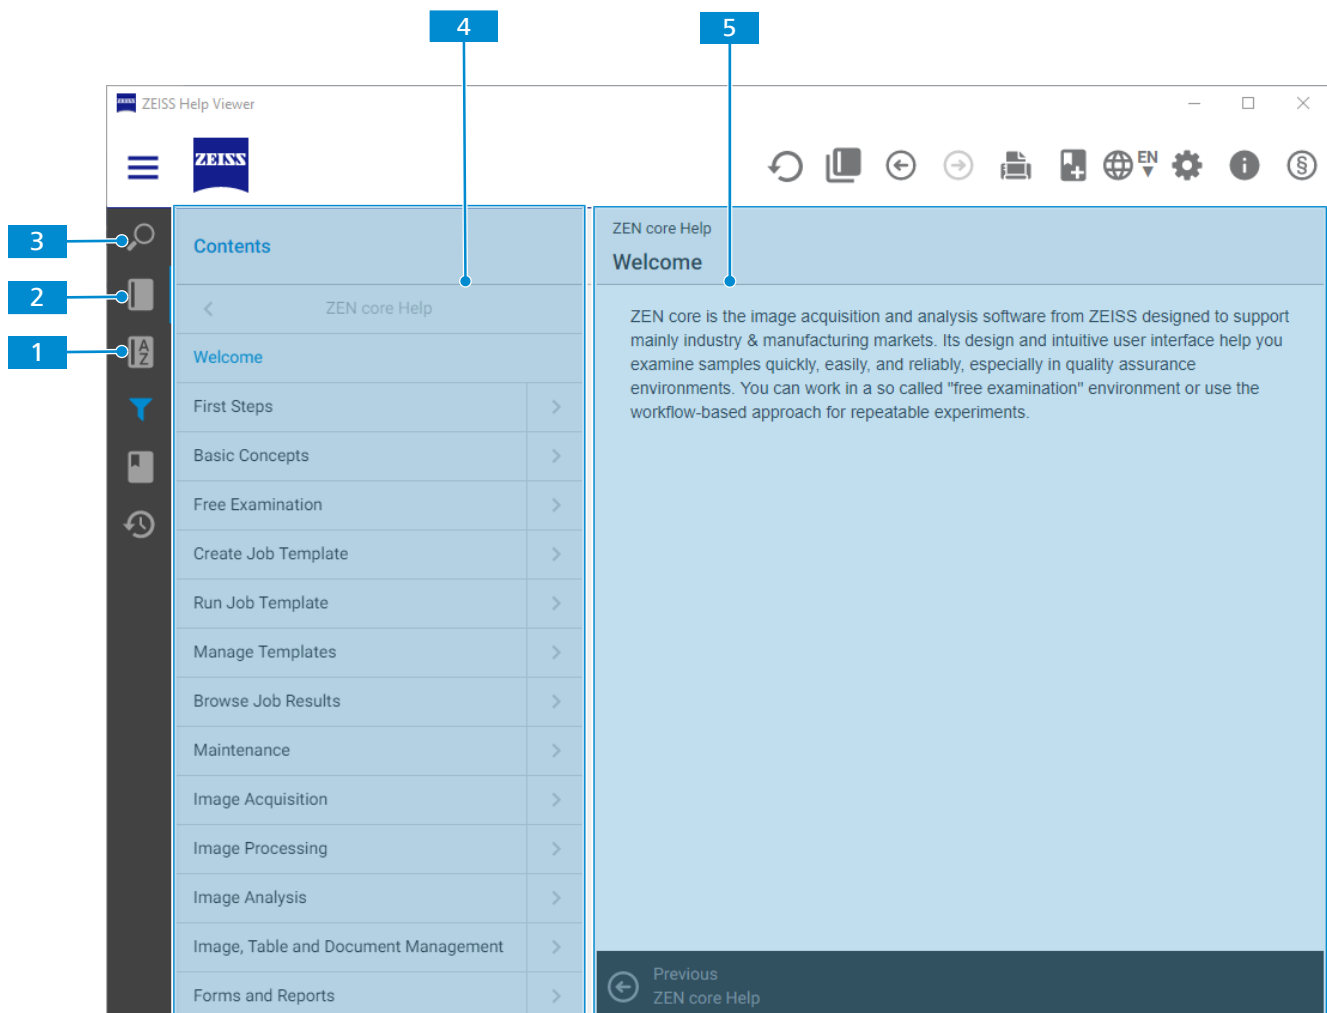 4
5
ZEISS
ZEISS Help Viewer
ZEISS
EN
i
§
3
2
1
A
Z
Contents
ZEN core Help
Welcome
First Steps
Basic Concepts
Free Examination
Create Job Template
Run Job Template
Manage Templates
Browse Job Results
Maintenance
Image Acquisition
Image Processing
Image Analysis
Image, Table and Document Management
Forms and Reports
ZEN core Help
Welcome
ZEN core is the image acquisition and analysis software from ZEISS designed to support
mainly industry & manufacturing markets. Its design and intuitive user interface help you
examine samples quickly, easily, and reliably, especially in quality assurance
environments. You can work in a so called "free examination" environment or use the
workflow-based approach for repeatable experiments.
Previous
ZEN core Help